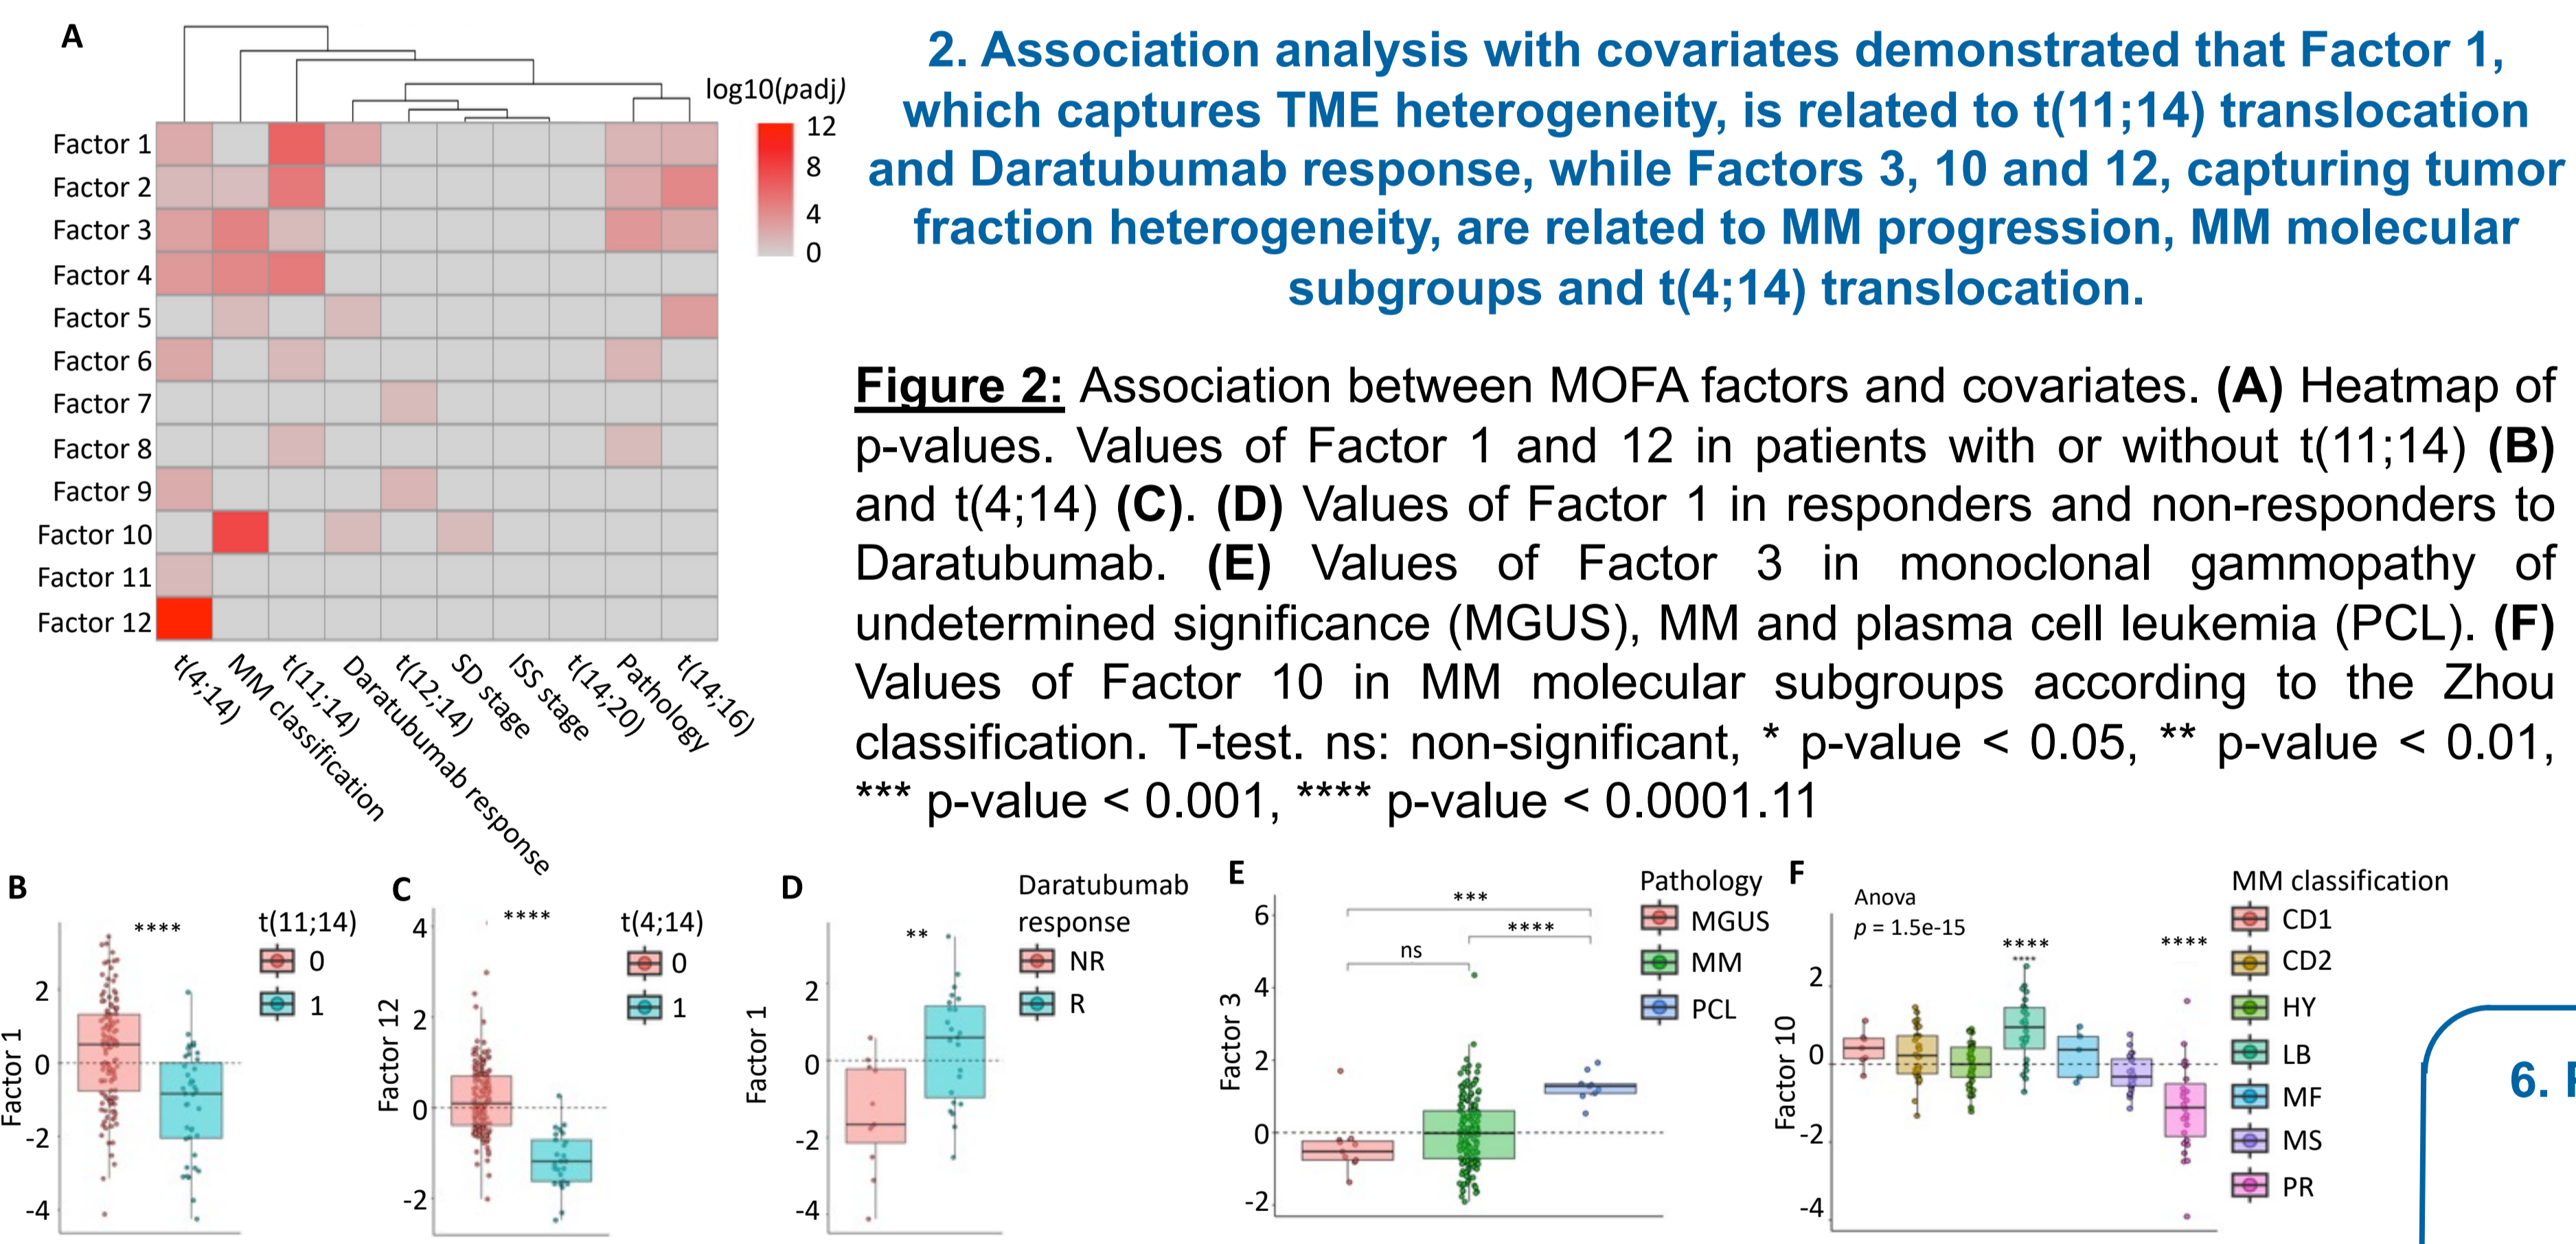 A
2. Association analysis with covariates demonstrated that Factor 1,
which captures TME heterogeneity, is related to t(11;14) translocation
and Daratubumab response, while Factors 3, 10 and 12, capturing tumor
fraction heterogeneity, are related to MM progression, MM molecular
subgroups and t(4;14) translocation.
log10(padj)
12
8
4
0
Factor 1
Factor 2
Factor 3
Factor 4
Factor 5
Factor 6
Factor 7
Factor 8
Factor 9
Factor 10
Factor 11
Factor 12
t(4;14)
MM classification
t(11;14)
Daratubumab response
t(12;14)
SD stage
ISS stage
t(14;20)
Pathology
t(14;16)
Figure 2: Association between MOFA factors and covariates. (A) Heatmap of
p-values. Values of Factor 1 and 12 in patients with or without t(11;14) (B)
and t(4;14) (C). (D) Values of Factor 1 in responders and non-responders to
Daratubumab. (E) Values of Factor 3 in monoclonal gammopathy of
undetermined significance (MGUS), MM and plasma cell leukemia (PCL). (F)
Values of Factor 10 in MM molecular subgroups according to the Zhou
classification. T-test. ns: non-significant, * p-value < 0.05, ** p-value < 0.01,
*** p-value < 0.001, **** p-value < 0.0001.11
B
****
t(11;14)
0
1
Factor 1
2
0
-2
-4
C
****
t(4;14)
0
1
Factor 12
4
2
0
-2
D
**
Daratubumab
response
NR
R
Factor 1
2
0
-2
-4
E
***
****
ns
Pathology
MGUS
MM
PCL
Factor 3
6
4
2
0
-2
F
Anova
p = 1.5e-15
****
****
****
MM classification
CD1
CD2
HY
LB
MF
MS
PR
Factor 10
2
0
-2
-4
6.